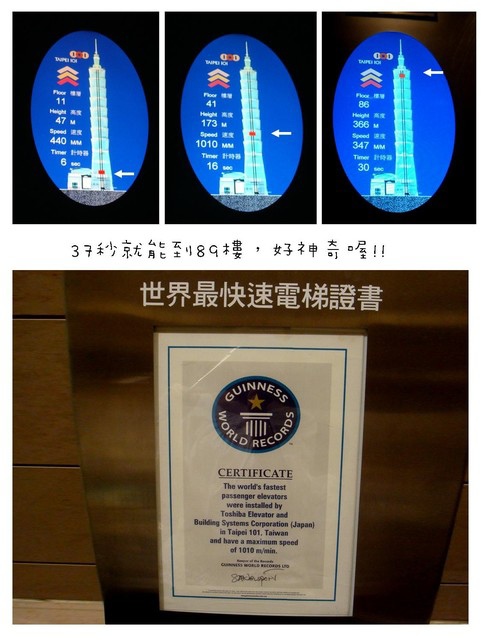 TAIPEI 101
Floor 樓層
11
Height 高度
47 M
Speed 速度
440 M/M
Timer 計時器
6 sec
TAIPEI 101
Floor 樓層
41
Height 高度
173 M
Speed 速度
1010 M/M
Timer 計時器
16 sec
TAIPEI 101
Floor 樓層
86
Height 高度
366 M
Speed 速度
347 M/M
Timer 計時器
30 sec
37秒就能到89樓，好神奇喔!!
世界最快速電梯證書
GUINNESS
WORLD RECORDS
CERTIFICATE
The world's fastest
passenger elevators
were installed by
Toshiba Elevator and
Building Systems Corporation (Japan)
in Taipei 101, Taiwan
and have a maximum speed
of 1010 m/min.
Keeper of the Records
GUINNESS WORLD RECORDS LTD